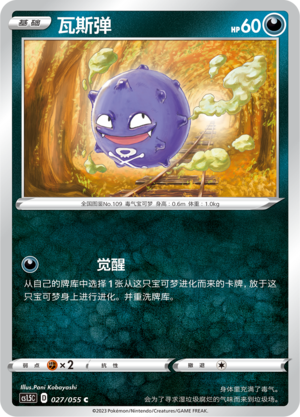 基础 瓦斯弹 HP60
全国图鉴No.109 毒气宝可梦 身高：0.6m 体重：1.0kg
觉醒
从自己的牌库中选择1张从这只宝可梦进化而来的卡牌，放于这
只宝可梦身上进行进化。并重洗牌库。
弱点 ×2 抗性 撤退
Illus.Pani Kobayashi
027/055 C
身体里充满了毒气。
会为了寻求湿垃圾腐烂的气味而来到垃圾场。
©2023 Pokémon/Nintendo/Creatures/GAME FREAK.